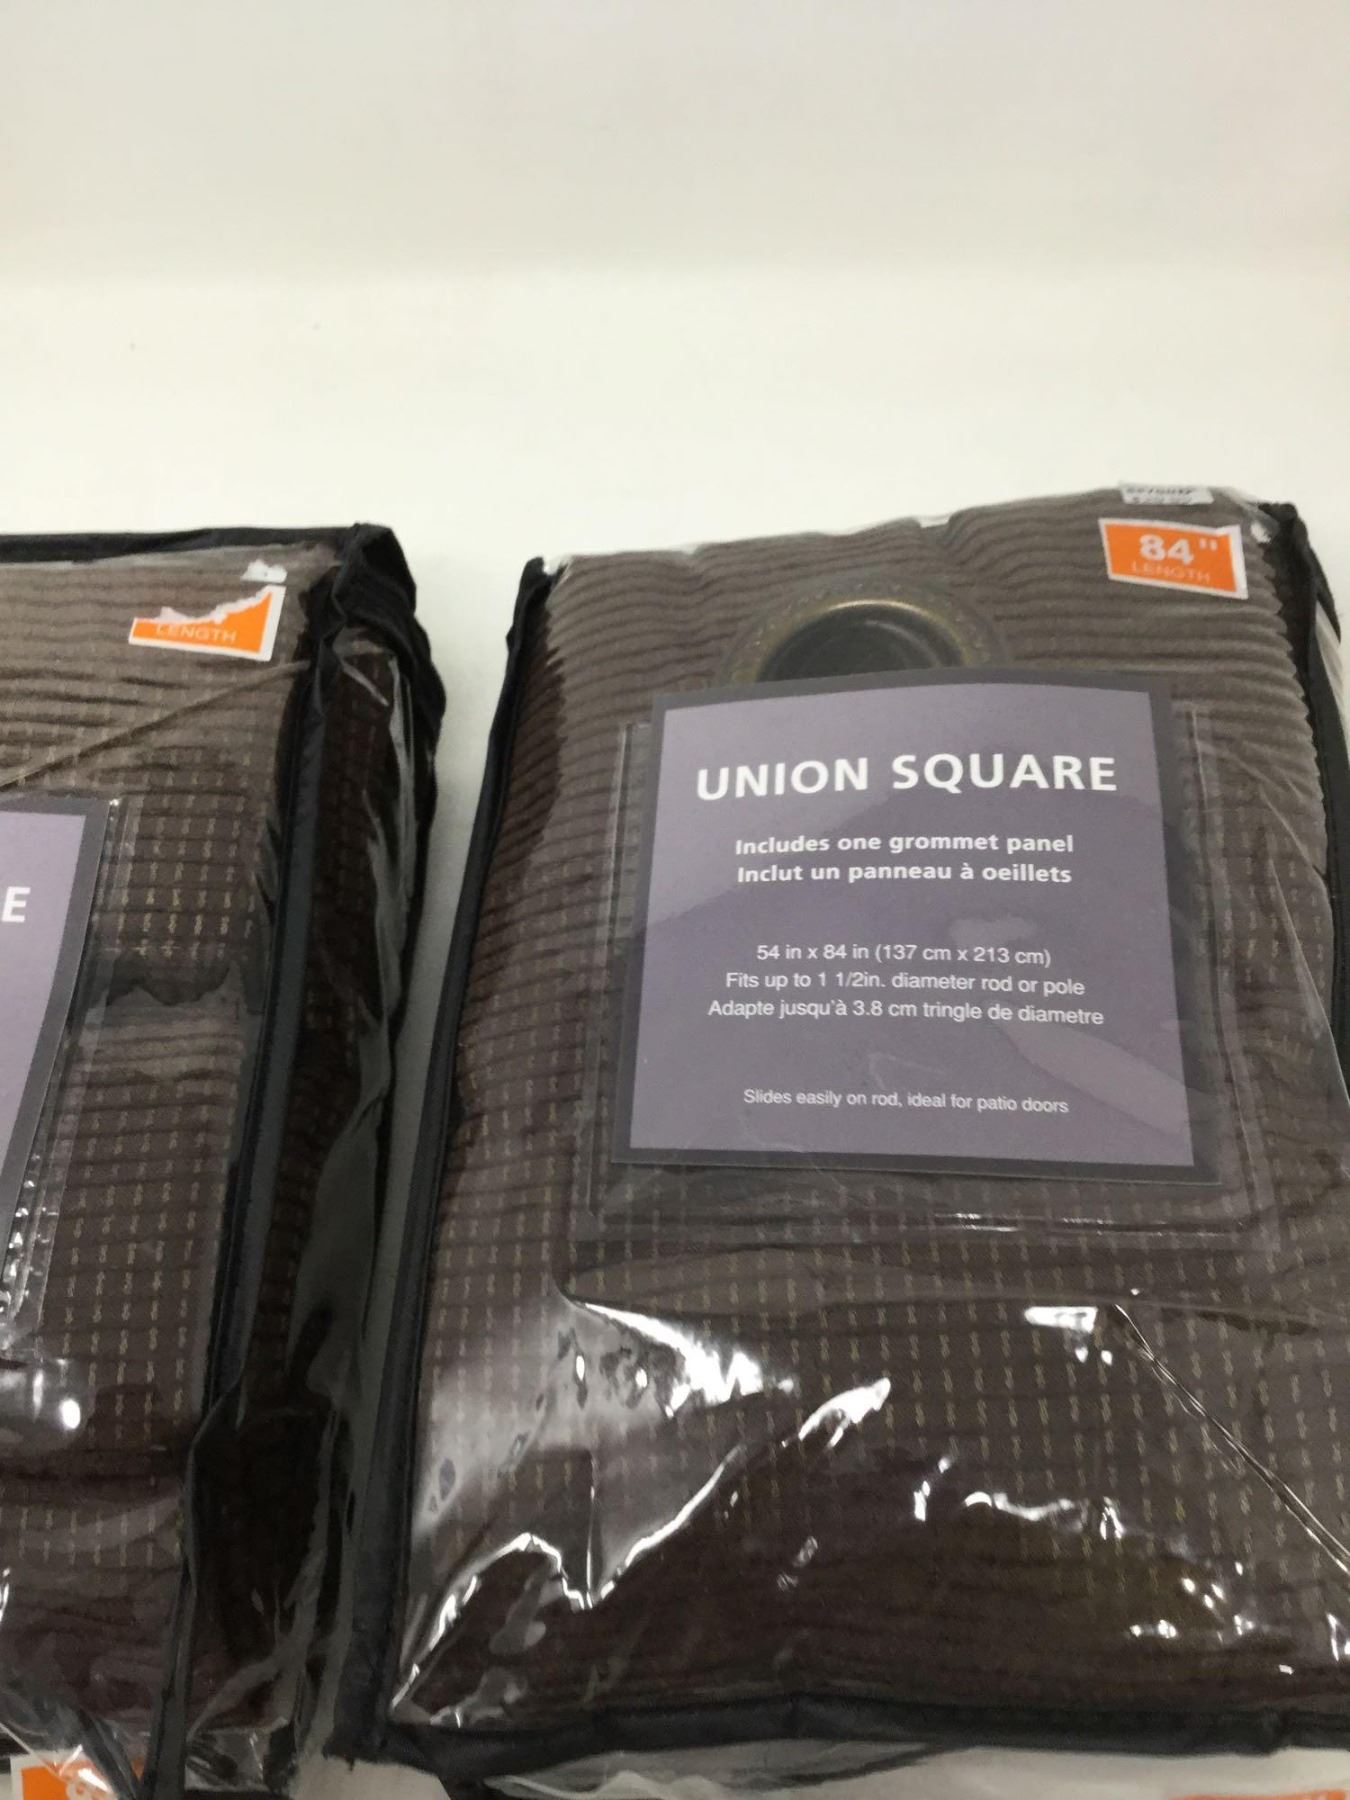 84"
LENGTH
LENGTH
UNION SQUARE
Includes one grommet panel
Inclut un panneau à oeillets
E
54 in x 84 in (137 cm x 213 cm)
Fits up to 1 1/2in. diameter rod or pole
Adapte jusqu'à 3.8 cm tringle de diametre
Slides easily on rod, ideal for patio doors